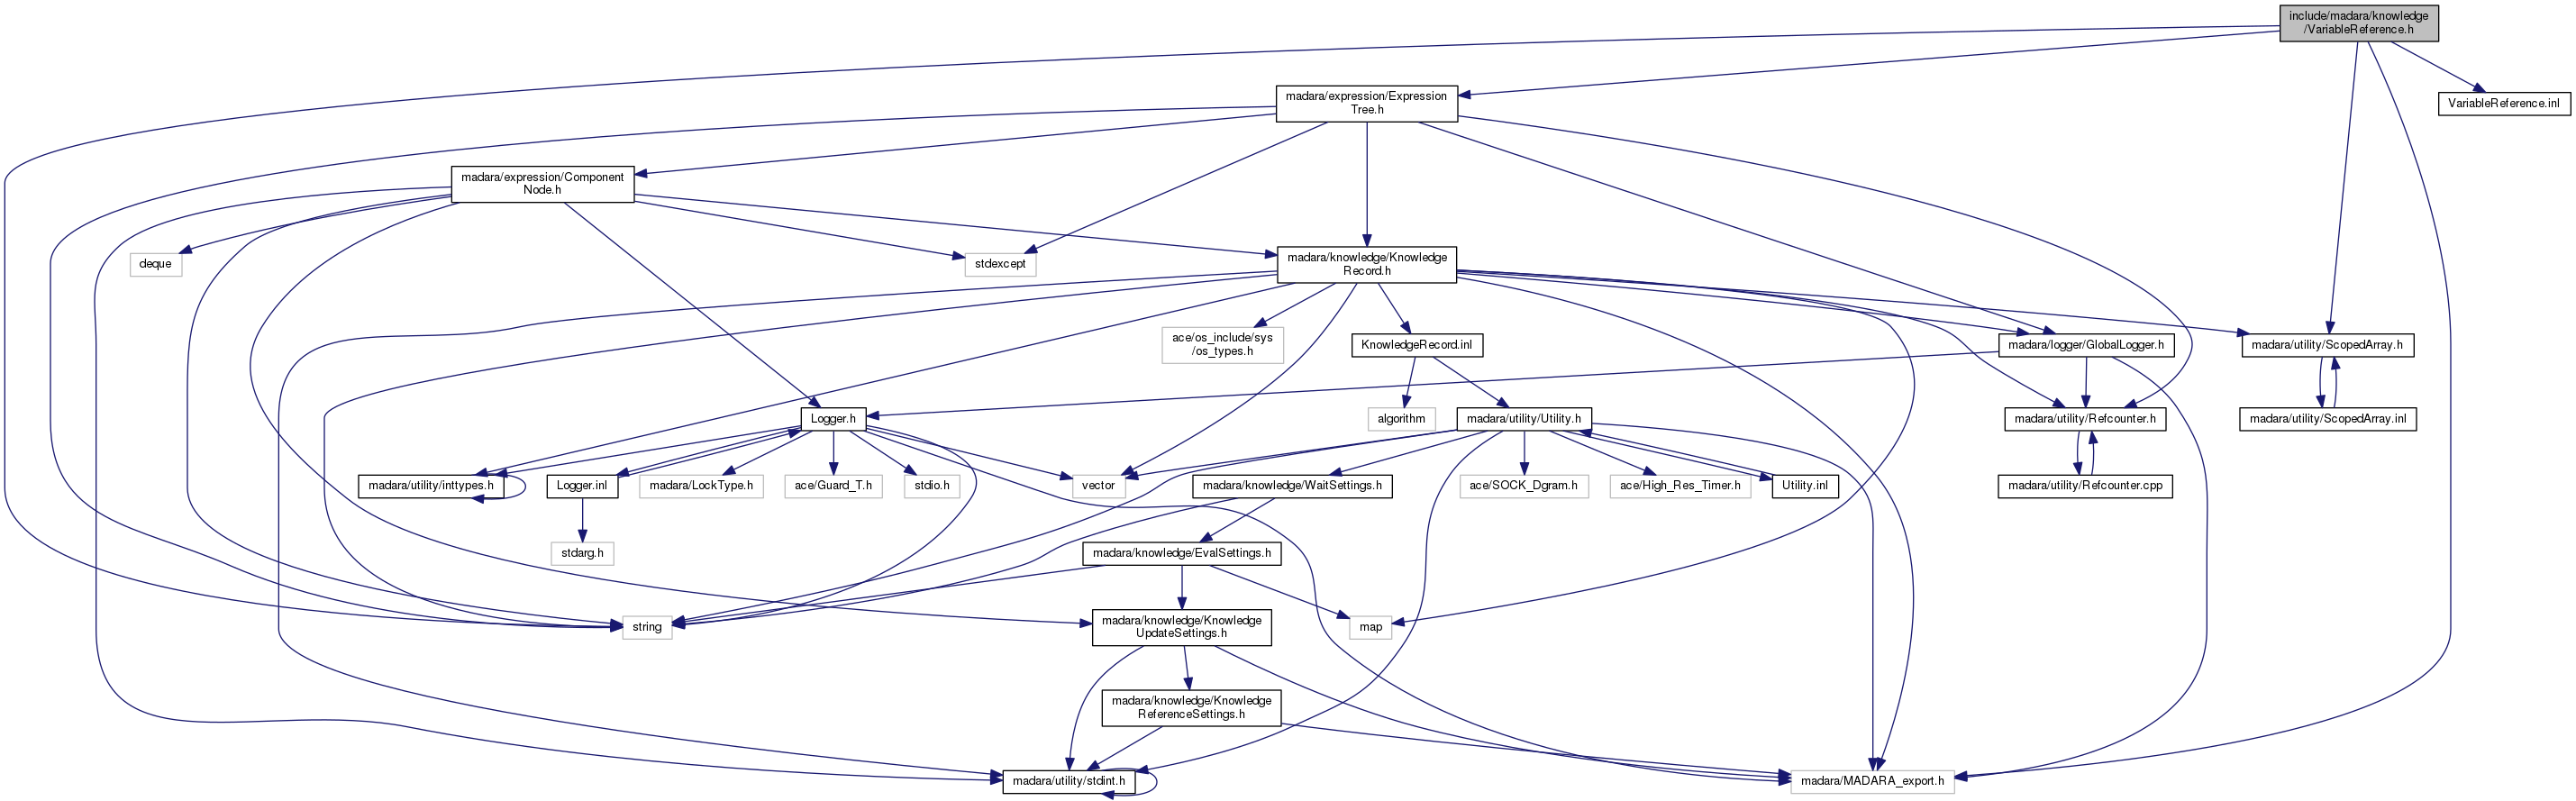 include/madara/knowledge
/VariableReference.h
madara/expression/Expression
Tree.h
VariableReference.inl
madara/expression/Component
Node.h
deque
stdexcept
madara/knowledge/Knowledge
Record.h
ace/os_include/sys
/os_types.h
KnowledgeRecord.inl
madara/logger/GlobalLogger.h
madara/utility/ScopedArray.h
Logger.h
algorithm
madara/utility/Utility.h
madara/utility/Refcounter.h
madara/utility/ScopedArray.inl
madara/utility/inttypes.h
Logger.inl
madara/LockType.h
ace/Guard_T.h
stdio.h
vector
madara/knowledge/WaitSettings.h
ace/SOCK_Dgram.h
ace/High_Res_Timer.h
Utility.inl
madara/utility/Refcounter.cpp
stdarg.h
madara/knowledge/EvalSettings.h
string
madara/knowledge/Knowledge
UpdateSettings.h
map
madara/knowledge/Knowledge
ReferenceSettings.h
madara/utility/stdint.h
madara/MADARA_export.h